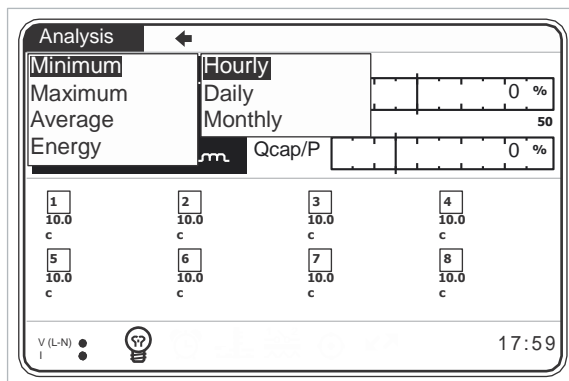 Analysis
Minimum Hourly
Maximum Daily
Average Monthly
Energy
0 %
50
Qcap/P 0 %
1 2 3 4
10.0 10.0 10.0 10.0
c c c c
5 6 7 8
10.0 10.0 10.0 10.0
c c c c
V (L-N)
I
17:59